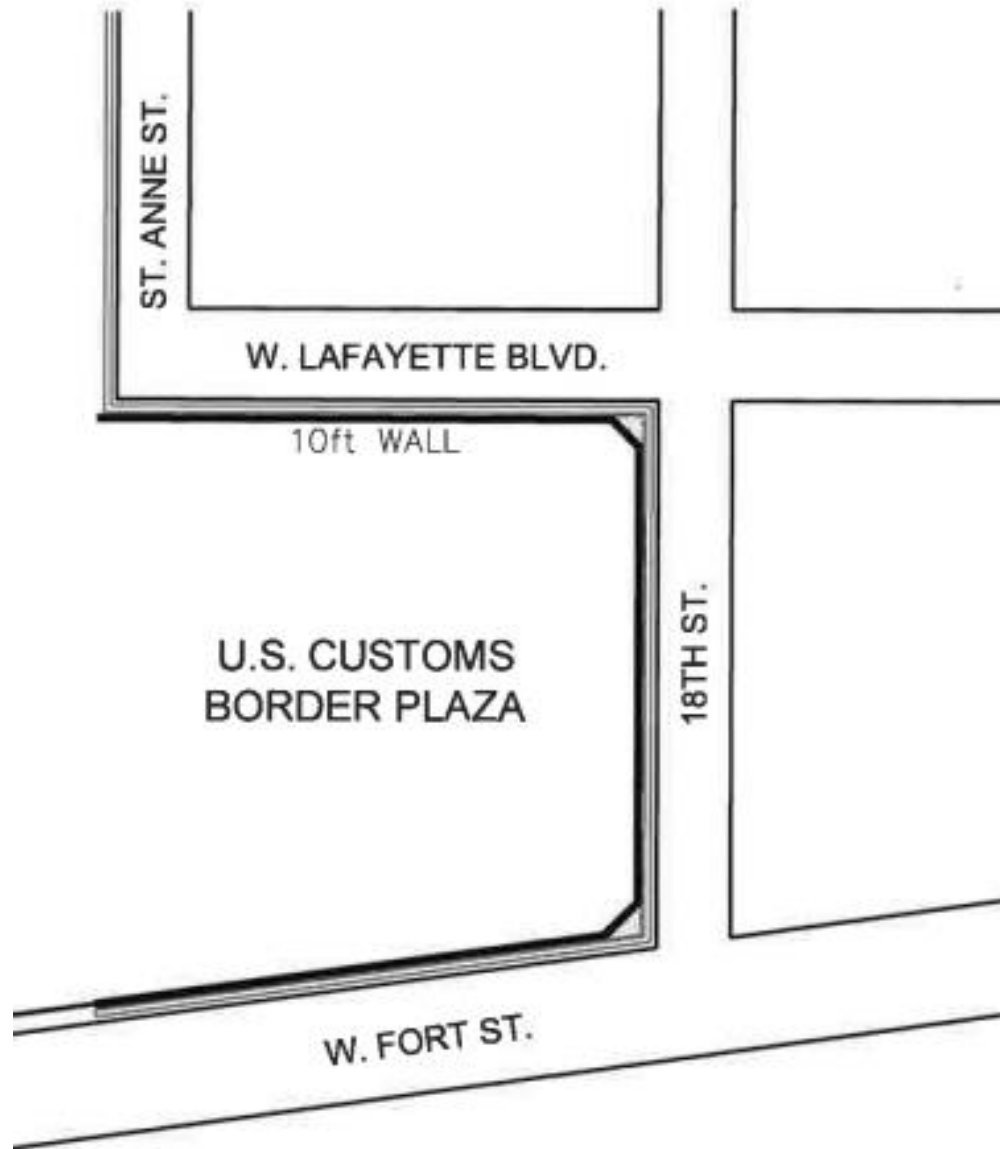 ST. ANNE ST.
W. LAFAYETTE BLVD.
10ft WALL
U.S. CUSTOMS
BORDER PLAZA
18TH ST.
W. FORT ST.